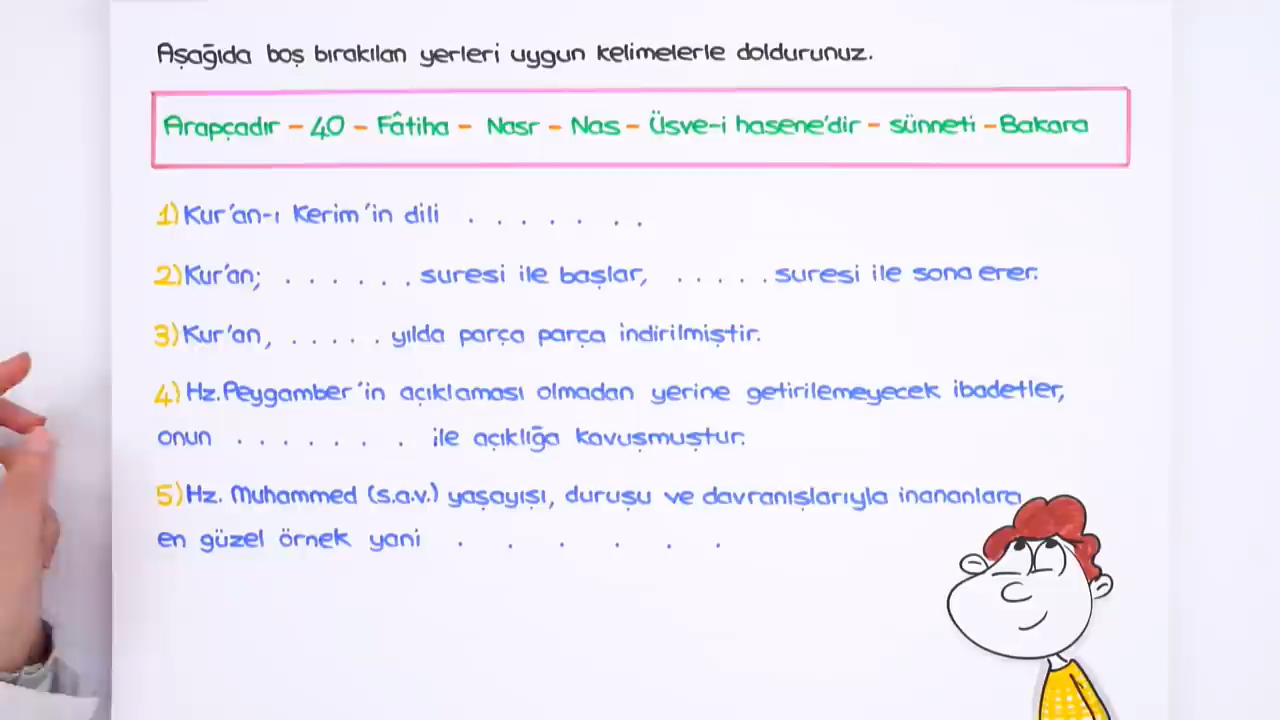 Aşağıda boş bırakılan yerleri uygun kelimelerle doldurunuz.
Arapçadır - 40 - Fâtiha - Nasr - Nas - Üsve-i hasene'dir - sünneti - Bakara
1) Kur'an-ı Kerim'in dili . . . . . . .
2) Kur'an; . . . . . . suresi ile başlar, . . . . . suresi ile sona erer.
3) Kur'an, . . . . . yılda parça parça indirilmiştir.
4) Hz. Peygamber'in açıklaması olmadan yerine getirilemeyecek ibadetler,
onun . . . . . . . ile açıklığa kavuşmuştur.
5) Hz. Muhammed (s.a.v.) yaşayışı, duruşu ve davranışlarıyla inananlara
en güzel örnek yani . . . . . .